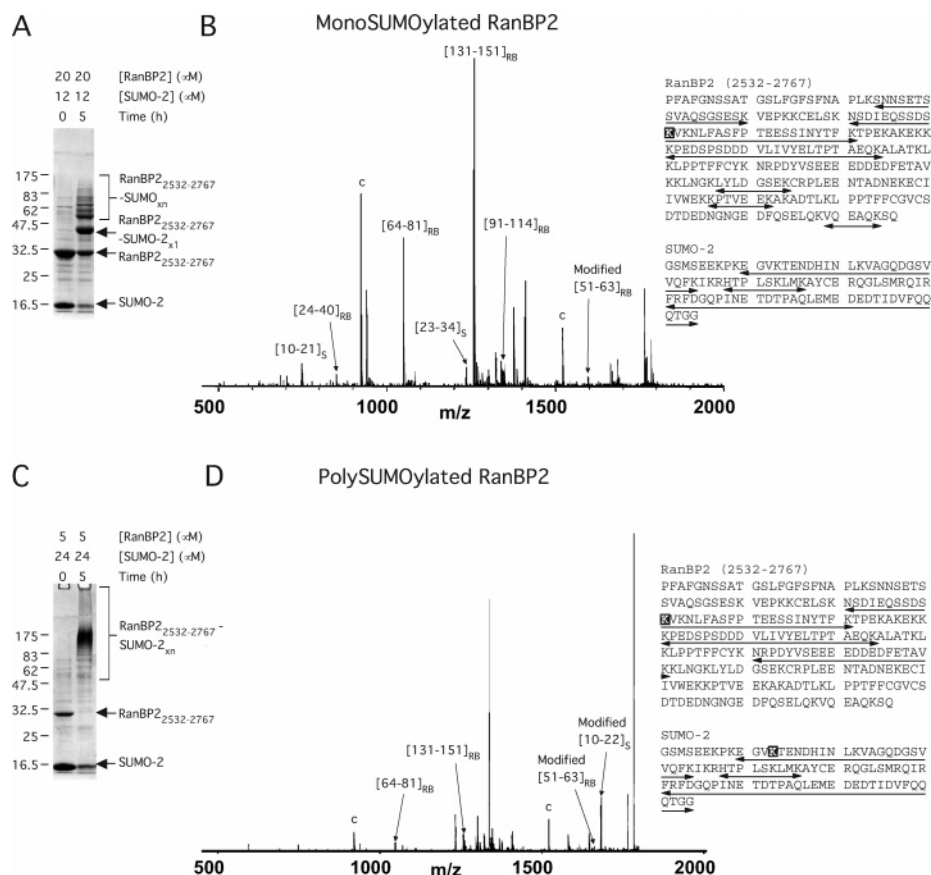 A
20 20 [RanBP2] (∝M)
12 12 [SUMO-2] (∝M)
0 5 Time (h)
175
83
62
47.5
32.5
25
16.5
RanBP2 2532-2767
-SUMO xn
RanBP2 2532-2767
-SUMO-2 x1
RanBP2 2532-2767
SUMO-2
B
MonoSUMOylated RanBP2
[131-151]RB
c
[64-81]RB
[91-114]RB
Modified
[51-63]RB
[24-40]RB
[23-34]S
c
[10-21]S
500 1000 1500 2000
m/z
RanBP2 (2532-2767)
PFAFGNSSAT GSLFGFSFNA PLKSNNSETS
SVAQSGSESK VEPKKCELSK NSDIEQSSDS
KVKNLFASFP TEESSINYTF KTPEKAKEKK
KPEDSPSDDD VLIVYELTPT AEQKALATKL
KLPPTFFCYK NRPDYVSEEE EDDEDFETAV
KKLNGKLYLD GSEKCRPLEE NTADNEKECI
IVWEKKPTVE EKAKADTLKL PPTFFCGVCS
DTDEDNGNGE DFQSELQKVQ EAQKSQ
SUMO-2
GSMSEEKPKE GVKTENDHIN LKVAGQDGSV
VQFKIKRHTP LSKLMKAYCE RQGLSMRQIR
FRFDGQPINE TDTPAQLEME DEDTIDVFQQ
QTGG
C
5 5 [RanBP2] (∝M)
24 24 [SUMO-2] (∝M)
0 5 Time (h)
175
83
62
47.5
32.5
25
16.5
RanBP2 2532-2767 -
SUMO-2 xn
RanBP2 2532-2767
SUMO-2
D
PolySUMOylated RanBP2
Modified
[10-22]S
Modified
[51-63]RB
[131-151]RB
[64-81]RB
c
c
500 1000 1500 2000
m/z
RanBP2 (2532-2767)
PFAFGNSSAT GSLFGFSFNA PLKSNNSETS
SVAQSGSESK VEPKKCELSK NSDIEQSSDS
KVKNLFASFP TEESSINYTF KTPEKAKEKK
KPEDSPSDDD VLIVYELTPT AEQKALATKL
KLPPTFFCYK NRPDYVSEEE EDDEDFETAV
KKLNGKLYLD GSEKCRPLEE NTADNEKECI
IVWEKKPTVE EKAKADTLKL PPTFFCGVCS
DTDEDNGNGE DFQSELQKVQ EAQKSQ
SUMO-2
GSMSEEKPKE GVKTENDHIN LKVAGQDGSV
VQFKIKRHTP LSKLMKAYCE RQGLSMRQIR
FRFDGQPINE TDTPAQLEME DEDTIDVFQQ
QTGG